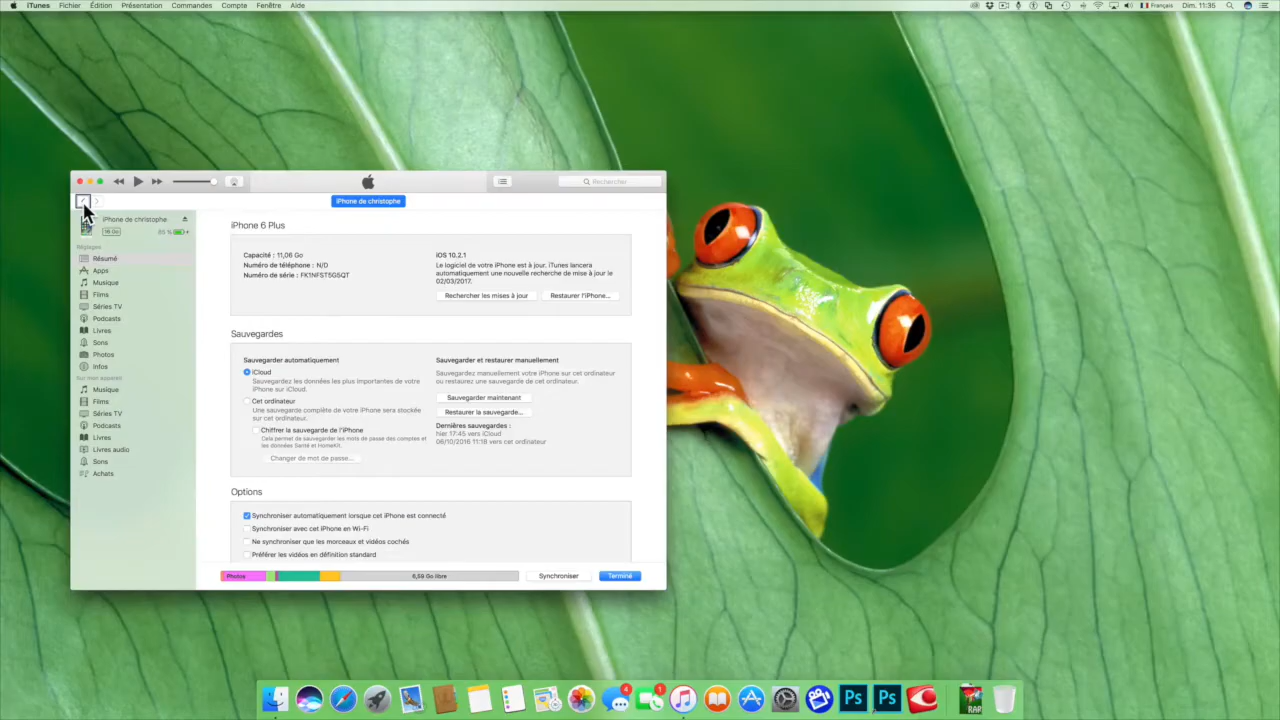 iTunes Fichier Édition Présentation Commandes Compte Fenêtre Aide Français Dim. 11:35
Rechercher
iPhone de christophe
iPhone de christophe
16 Go 85 %
Réglages
Résumé
Apps
Musique
Films
Séries TV
Podcasts
Livres
Sons
Photos
Infos
Sur mon appareil
Musique
Films
Séries TV
Podcasts
Livres
Livres audio
Sons
Achats
iPhone 6 Plus
Capacité : 11,06 Go
Numéro de téléphone : N/D
Numéro de série : FK1NFST5G5QT
iOS 10.2.1
Le logiciel de votre iPhone est à jour. iTunes lancera
automatiquement une nouvelle recherche de mise à jour le
02/03/2017.
Rechercher les mises à jour Restaurer l'iPhone...
Sauvegardes
Sauvegarder automatiquement
iCloud
Sauvegardez les données les plus importantes de votre
iPhone sur iCloud.
Cet ordinateur
Une sauvegarde complète de votre iPhone sera stockée
sur cet ordinateur.
Chiffrer la sauvegarde de l'iPhone
Cela permet de sauvegarder les mots de passe des comptes et
les données Santé et HomeKit.
Changer de mot de passe...
Sauvegarder et restaurer manuellement
Sauvegardez manuellement votre iPhone sur cet ordinateur
ou restaurez une sauvegarde de cet ordinateur.
Sauvegarder maintenant
Restaurer la sauvegarde...
Dernières sauvegardes :
hier 17:45 vers iCloud
06/10/2016 11:18 vers cet ordinateur
Options
Synchroniser automatiquement lorsque cet iPhone est connecté
Synchroniser avec cet iPhone en Wi-Fi
Ne synchroniser que les morceaux et vidéos cochés
Préférer les vidéos en définition standard
Photos 6,59 Go libre Synchroniser Terminé
4 1 Ps Ps RAR